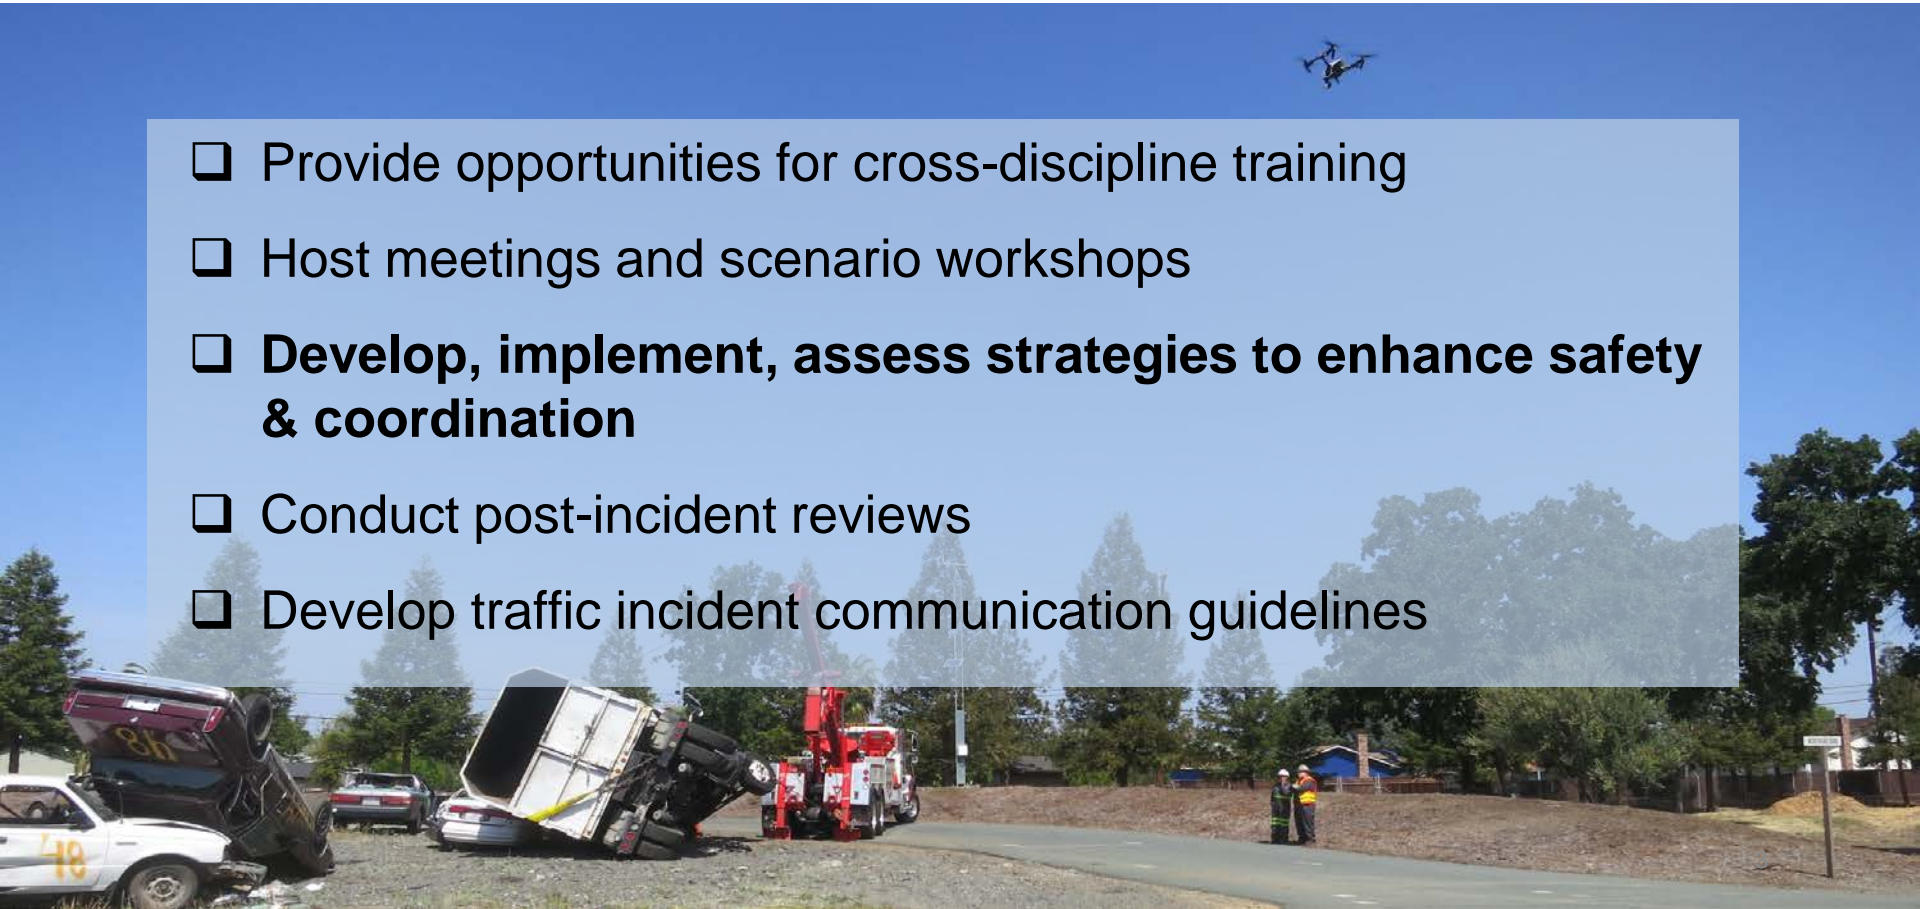 ❑ Provide opportunities for cross-discipline training
❑ Host meetings and scenario workshops
❑ Develop, implement, assess strategies to enhance safety
& coordination
❑ Conduct post-incident reviews
❑ Develop traffic incident communication guidelines
48